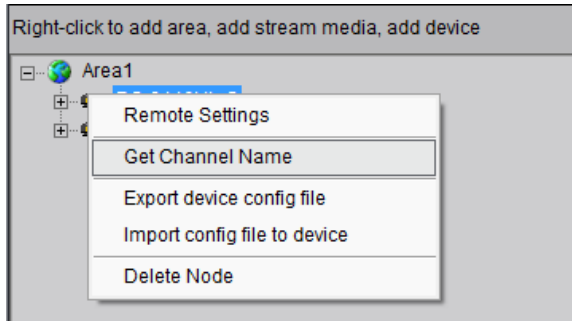 Right-click to add area, add stream media, add device
Area1
Remote Settings
Get Channel Name
Export device config file
Import config file to device
Delete Node